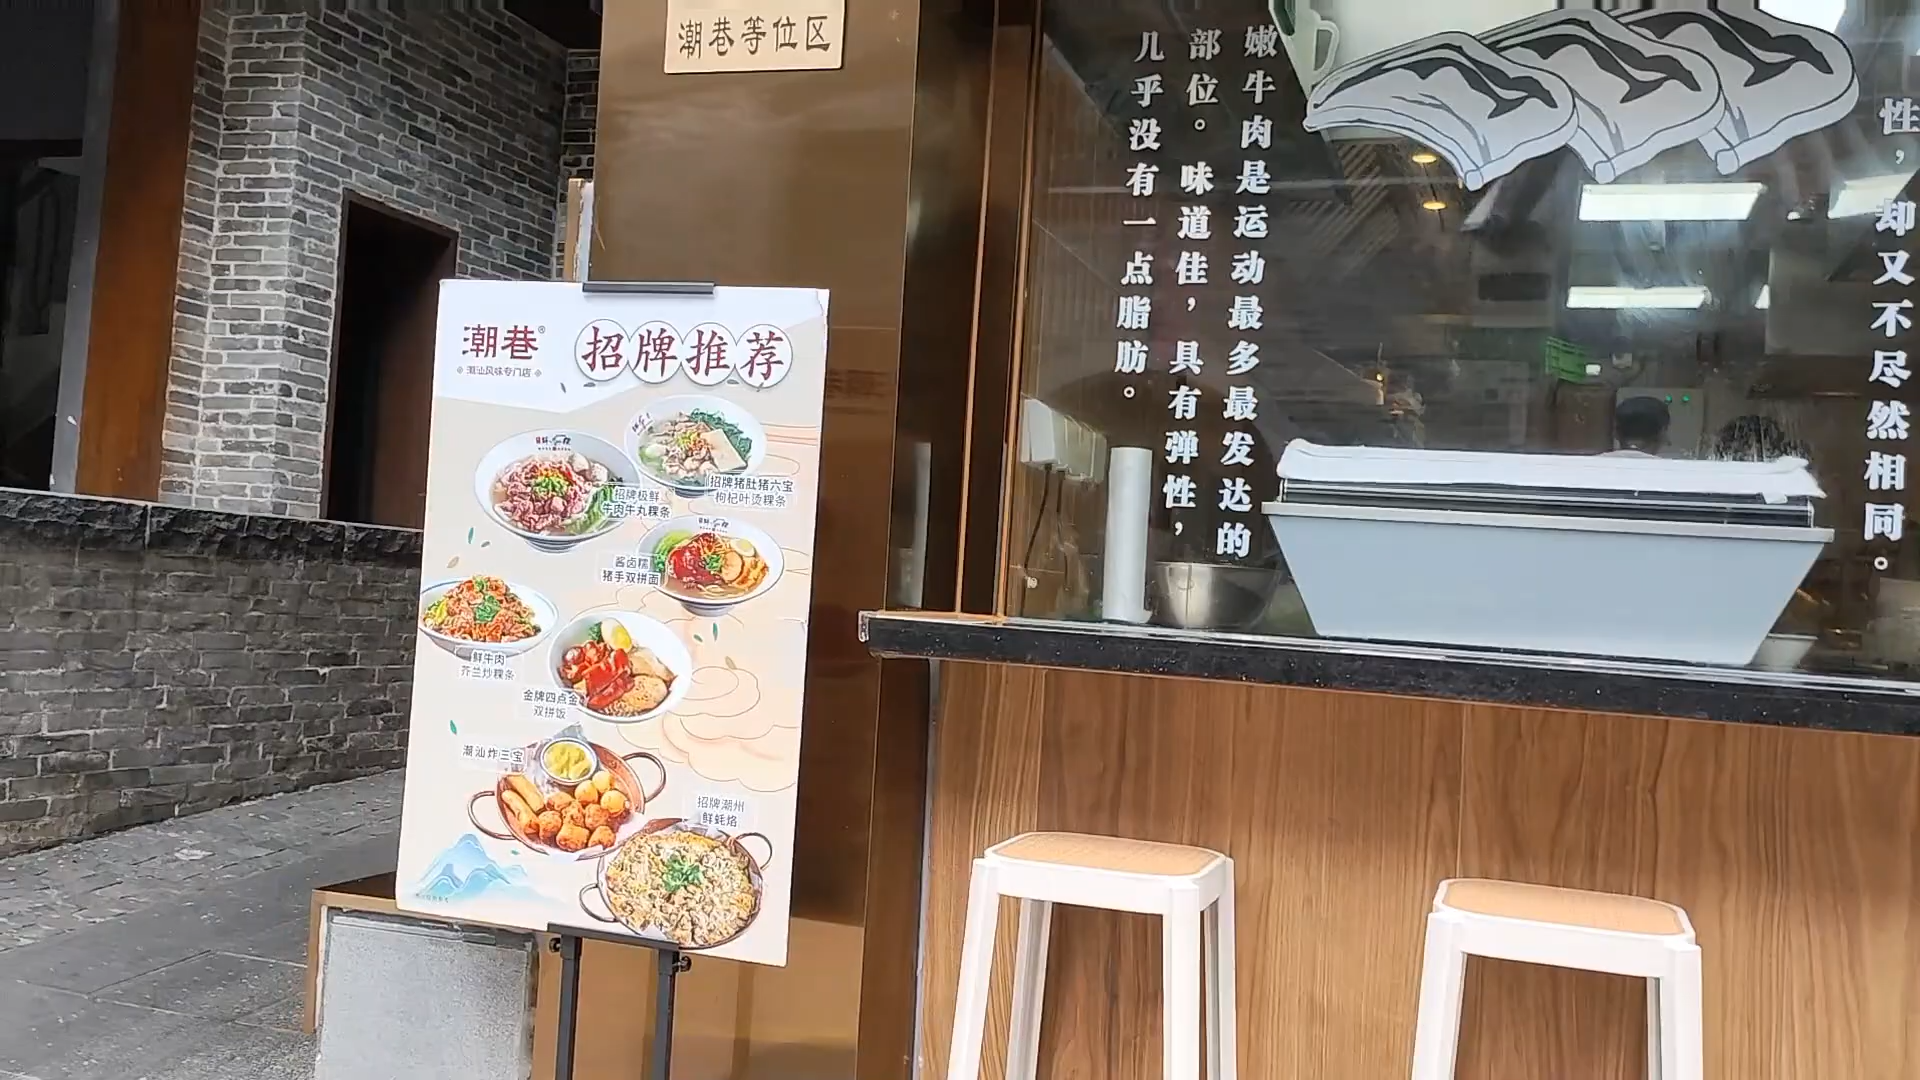 潮巷等位区
潮巷®
潮汕风味专门店
招牌推荐
招牌极鲜
牛肉牛丸粿条
招牌猪肚猪六宝
枸杞叶烫粿条
酱卤糯
猪手双拼面
鲜牛肉
芥兰炒粿条
金牌四点金
双拼饭
潮汕炸三宝
招牌潮州
鲜蚝烙
嫩牛肉是运动最多最发达的
部位。味道佳，具有弹性，
几乎没有一点脂肪。
性，
却又不尽然相同。